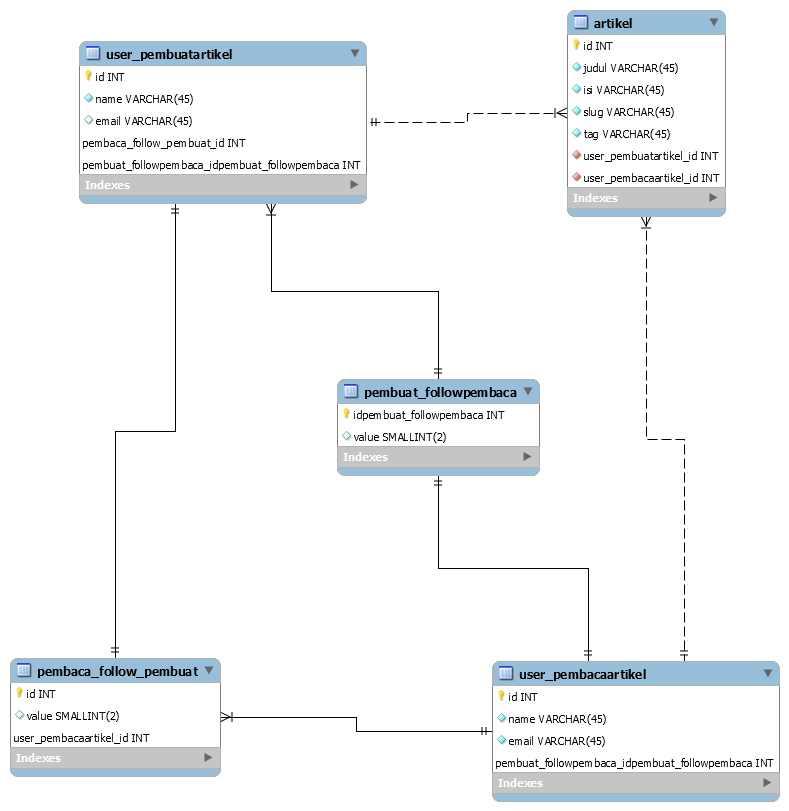 user_pembuatartikel
id INT
name VARCHAR(45)
email VARCHAR(45)
pembaca_follow_pembuat_id INT
pembuat_followpembaca_idpembuat_followpembaca INT
Indexes
artikel
id INT
judul VARCHAR(45)
isi VARCHAR(45)
slug VARCHAR(45)
tag VARCHAR(45)
user_pembuatartikel_id INT
user_pembacaartikel_id INT
Indexes
pembuat_followpembaca
idpembuat_followpembaca INT
value SMALLINT(2)
Indexes
pembaca_follow_pembuat
id INT
value SMALLINT(2)
user_pembacaartikel_id INT
Indexes
user_pembacaartikel
id INT
name VARCHAR(45)
email VARCHAR(45)
pembuat_followpembaca_idpembuat_followpembaca INT
Indexes